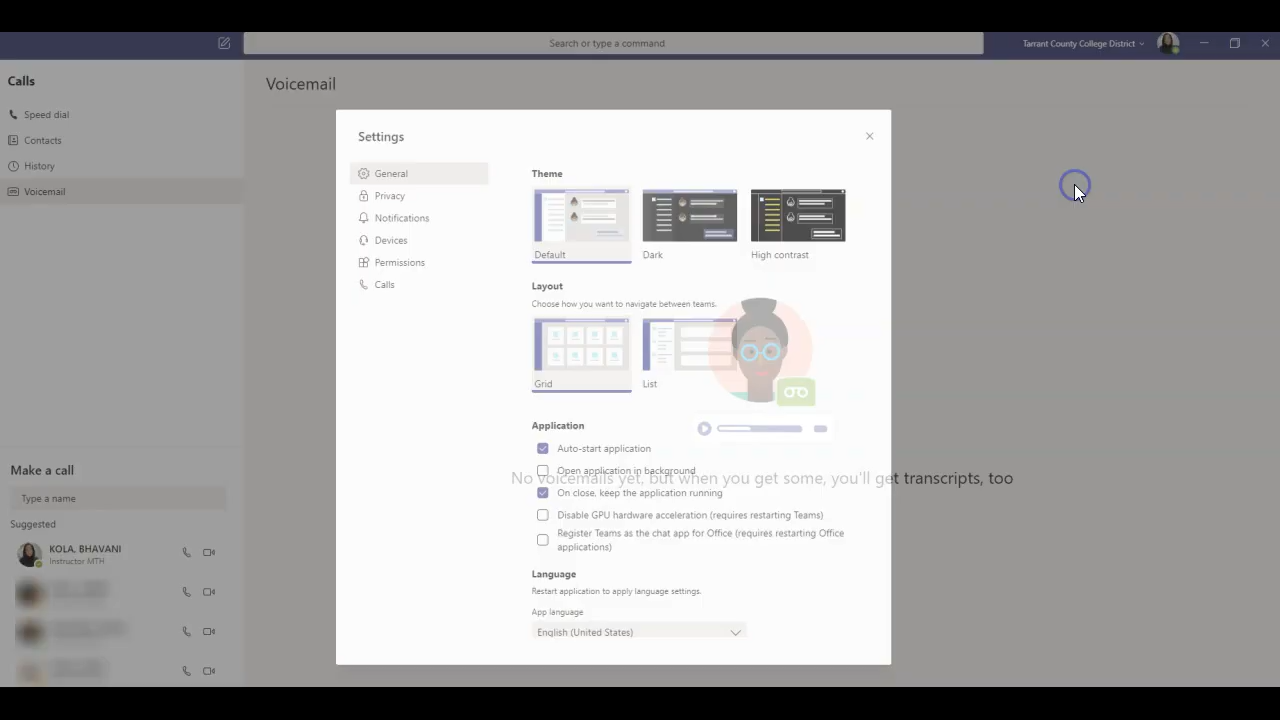 Search or type a command
Tarrant County College District
Calls
Speed dial
Contacts
History
Voicemail
Voicemail
Settings
General
Privacy
Notifications
Devices
Permissions
Calls
Theme
Default
Dark
High contrast
Layout
Choose how you want to navigate between teams.
Grid
List
Application
Auto-start application
Open application in background
No voicemails yet, but when you get some, you'll get transcripts, too
On close, keep the application running
Disable GPU hardware acceleration (requires restarting Teams)
Register Teams as the chat app for Office (requires restarting Office
applications)
Language
Restart application to apply language settings.
App language
English (United States)
Make a call
Type a name
Suggested
KOLA, BHAVANI
Instructor MTH